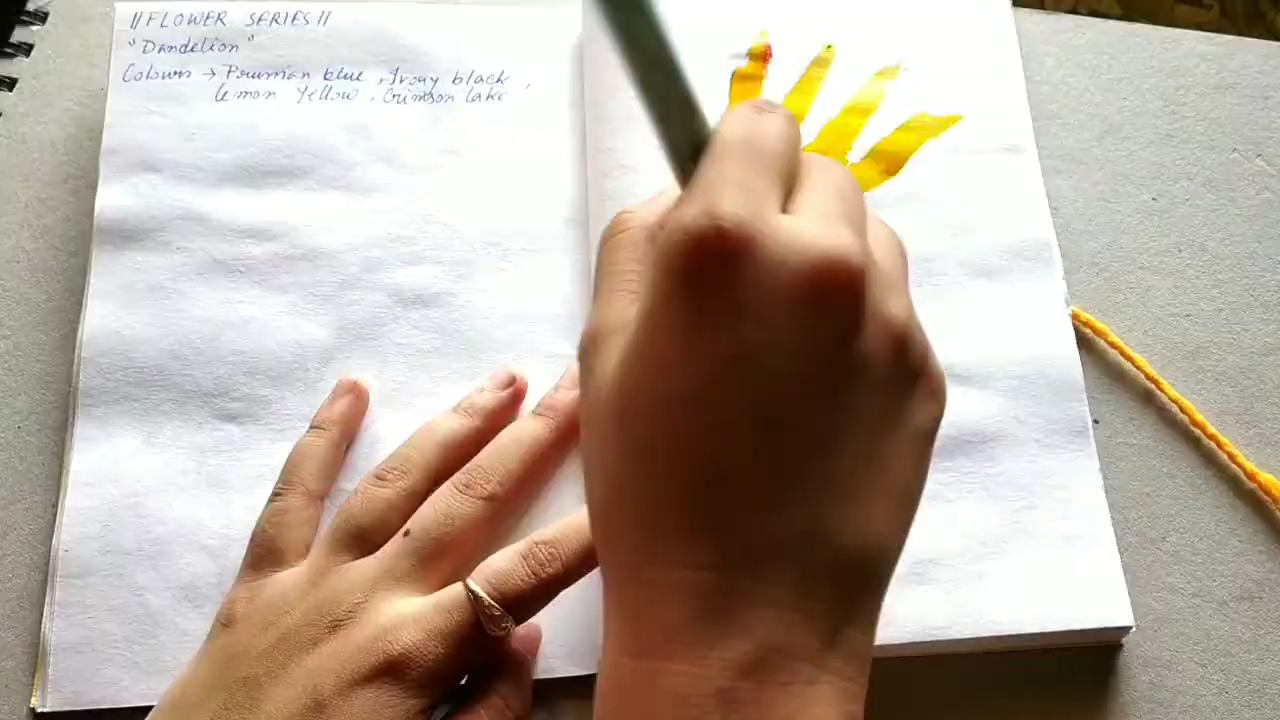 ||FLOWER SERIES||
"Dandelion"
Colours → Prussian blue, Ivory black,
lemon Yellow, Crimson lake